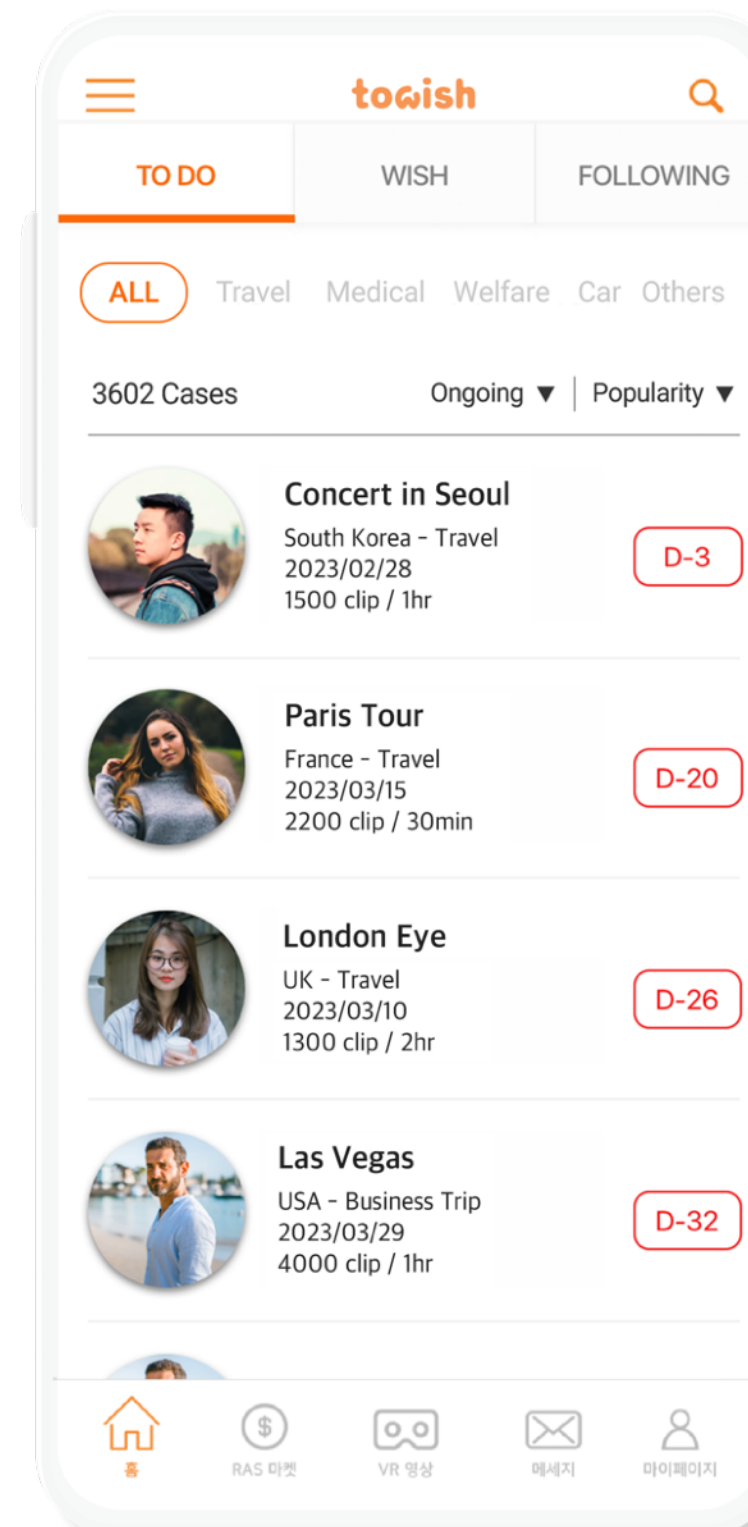 towish
TO DO WISH FOLLOWING
ALL Travel Medical Welfare Car Others
3602 Cases Ongoing ▼ | Popularity ▼
Concert in Seoul
South Korea - Travel
2023/02/28
1500 clip / 1hr
D-3
Paris Tour
France - Travel
2023/03/15
2200 clip / 30min
D-20
London Eye
UK - Travel
2023/03/10
1300 clip / 2hr
D-26
Las Vegas
USA - Business Trip
2023/03/29
4000 clip / 1hr
D-32
홈 RAS 마켓 VR 영상 메세지 마이페이지